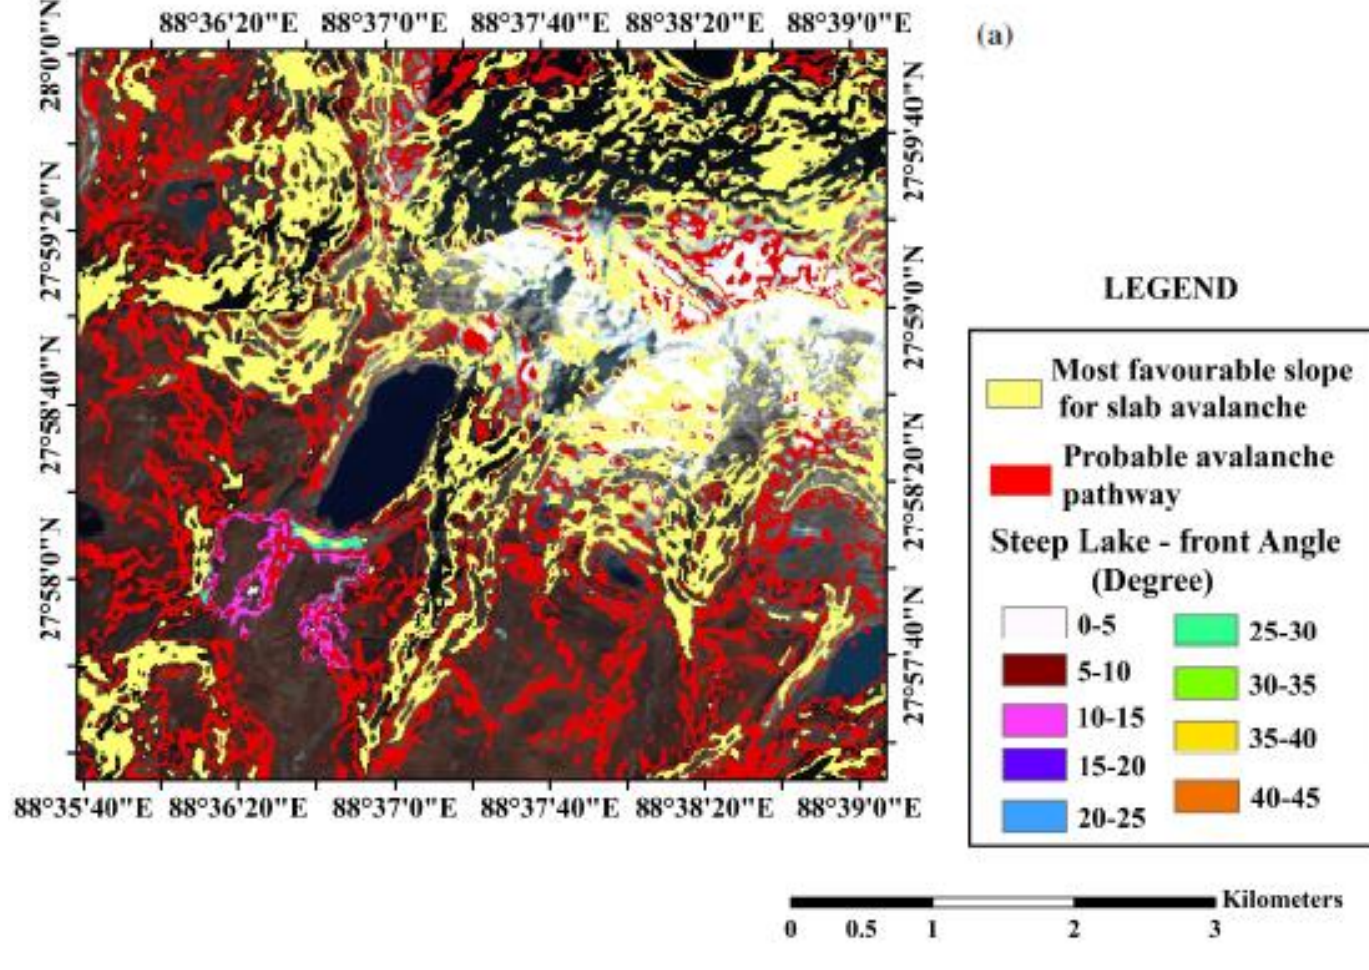 88°36'20"E 88°37'0"E 88°37'40"E 88°38'20"E 88°39'0"E
(a)
28°0'0"N
27°59'20"N
27°58'40"N
27°58'0"N
27°59'40"N
27°59'0"N
27°58'20"N
27°57'40"N
88°35'40"E 88°36'20"E 88°37'0"E 88°37'40"E 88°38'20"E 88°39'0"E
LEGEND
Most favourable slope
for slab avalanche
Probable avalanche
pathway
Steep Lake - front Angle
(Degree)
0-5
5-10
10-15
15-20
20-25
25-30
30-35
35-40
40-45
Kilometers
0 0.5 1 2 3